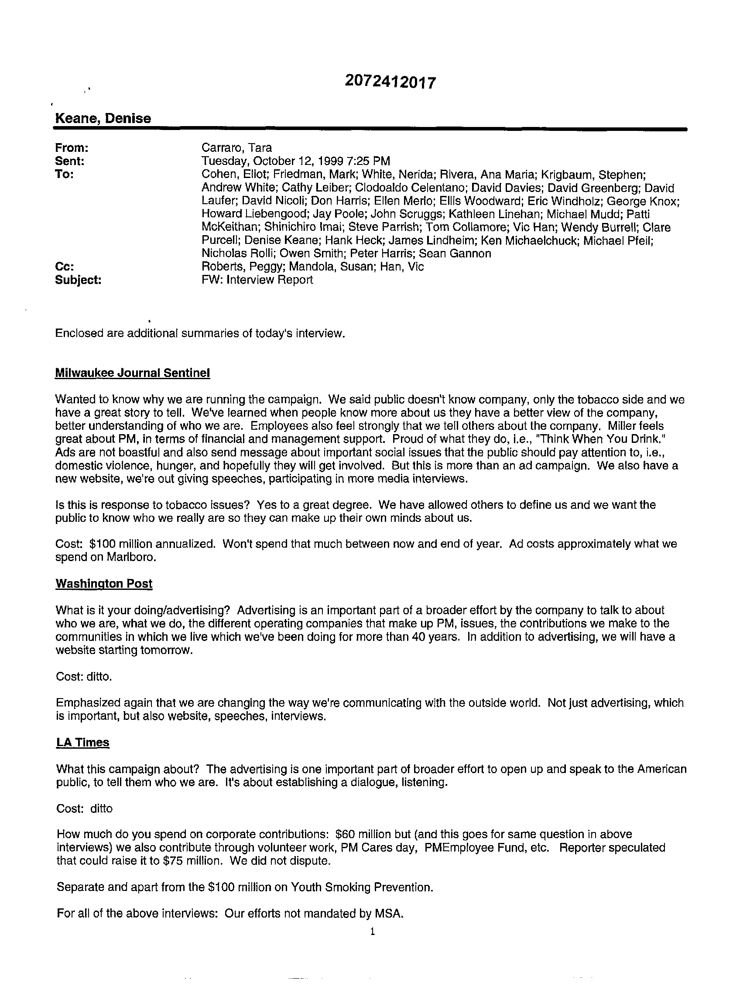 2072412017
Keane, Denise
From: Carraro, Tara
Sent: Tuesday, October 12, 1999 7:25 PM
To: Cohen, Eliot; Friedman, Mark; White, Nerida; Rivera, Ana Maria; Krigbaum, Stephen;
Andrew White; Cathy Leiber; Clodoaldo Celentano; David Davies; David Greenberg; David
Laufer; David Nicoli; Don Harris; Ellen Merlo; Ellis Woodward; Eric Windholz; George Knox;
Howard Liebengood; Jay Poole; John Scruggs; Kathleen Linehan; Michael Mudd; Patti
McKeithan; Shinichiro Imai; Steve Parrish; Tom Collamore; Vic Han; Wendy Burrell; Clare
Purcell; Denise Keane; Hank Heck; James Lindheim; Ken Michaelchuck; Michael Pfeil;
Nicholas Rolli; Owen Smith; Peter Harris; Sean Gannon
Cc: Roberts, Peggy; Mandola, Susan; Han, Vic
Subject: FW: Interview Report
Enclosed are additional summaries of today's interview.
Milwaukee Journal Sentinel
Wanted to know why we are running the campaign. We said public doesn't know company, only the tobacco side and we
have a great story to tell. We've learned when people know more about us they have a better view of the company,
better understanding of who we are. Employees also feel strongly that we tell others about the company. Miller feels
great about PM, in terms of financial and management support. Proud of what they do, i.e., "Think When You Drink."
Ads are not boastful and also send message about important social issues that the public should pay attention to, i.e.,
domestic violence, hunger, and hopefully they will get involved. But this is more than an ad campaign. We also have a
new website, we're out giving speeches, participating in more media interviews.
Is this is response to tobacco issues? Yes to a great degree. We have allowed others to define us and we want the
public to know who we really are so they can make up their own minds about us.
Cost: $100 million annualized. Won't spend that much between now and end of year. Ad costs approximately what we
spend on Marlboro.
Washington Post
What is it your doing/advertising? Advertising is an important part of a broader effort by the company to talk to about
who we are, what we do, the different operating companies that make up PM, issues, the contributions we make to the
communities in which we live which we've been doing for more than 40 years. In addition to advertising, we will have a
website starting tomorrow.
Cost: ditto.
Emphasized again that we are changing the way we're communicating with the outside world. Not just advertising, which
is important, but also website, speeches, interviews.
LA Times
What this campaign about? The advertising is one important part of broader effort to open up and speak to the American
public, to tell them who we are. It's about establishing a dialogue, listening.
Cost: ditto
How much do you spend on corporate contributions: $60 million but (and this goes for same question in above
interviews) we also contribute through volunteer work, PM Cares day, PMEmployee Fund, etc. Reporter speculated
that could raise it to $75 million. We did not dispute.
Separate and apart from the $100 million on Youth Smoking Prevention.
For all of the above interviews: Our efforts not mandated by MSA.
1